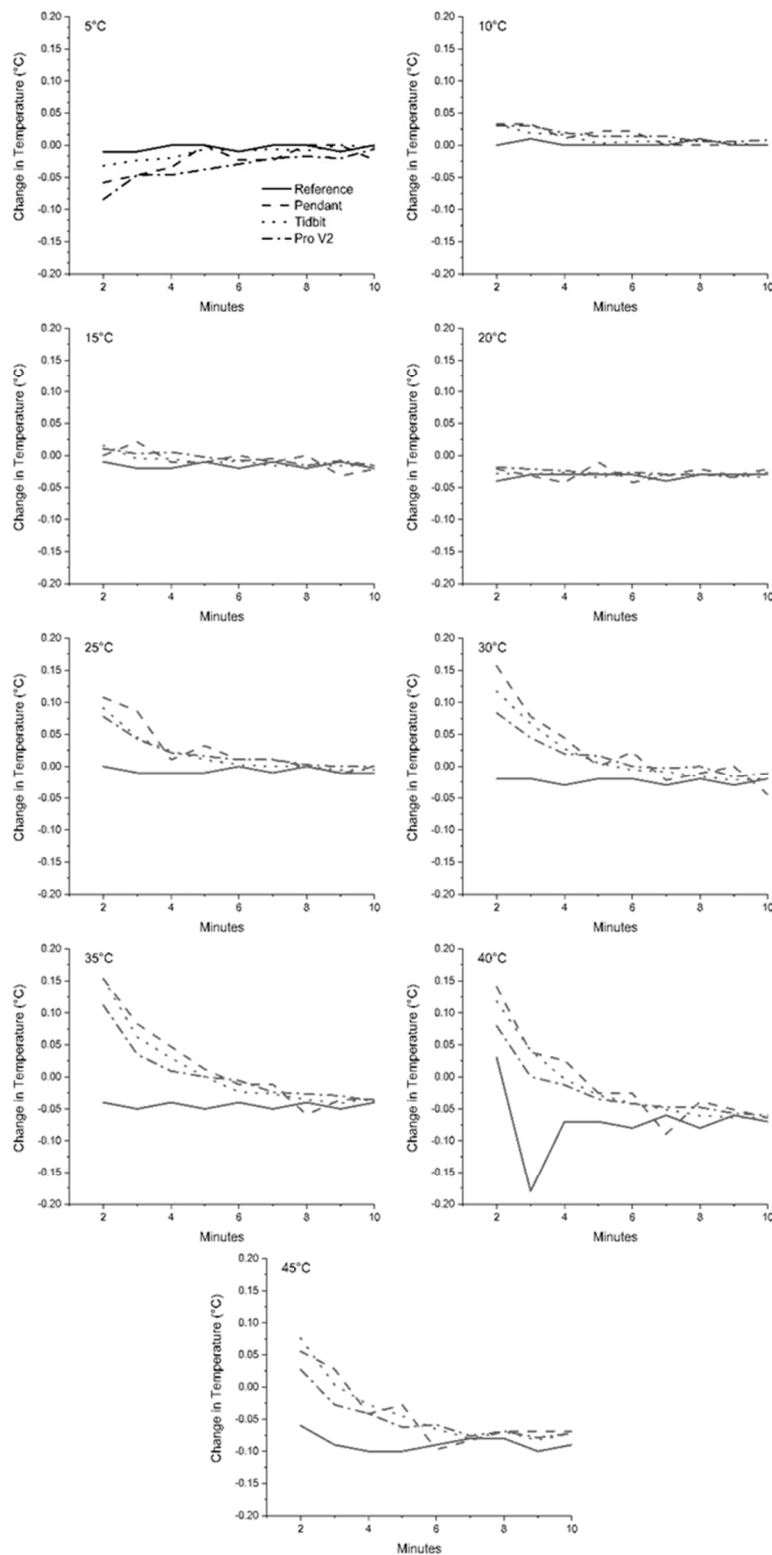 5°C
Change in Temperature (°C)
0.20
0.15
0.10
0.05
0.00
-0.05
-0.10
-0.15
-0.20
Reference
Pendant
Tidbit
Pro V2
2 4 6 8 10
Minutes
10°C
Change in Temperature (°C)
0.20
0.15
0.10
0.05
0.00
-0.05
-0.10
-0.15
-0.20
2 4 6 8 10
Minutes
15°C
Change in Temperature (°C)
0.20
0.15
0.10
0.05
0.00
-0.05
-0.10
-0.15
-0.20
2 4 6 8 10
Minutes
20°C
Change in Temperature (°C)
0.20
0.15
0.10
0.05
0.00
-0.05
-0.10
-0.15
-0.20
2 4 6 8 10
Minutes
25°C
Change in Temperature (°C)
0.20
0.15
0.10
0.05
0.00
-0.05
-0.10
-0.15
-0.20
2 4 6 8 10
Minutes
30°C
Change in Temperature (°C)
0.20
0.15
0.10
0.05
0.00
-0.05
-0.10
-0.15
-0.20
2 4 6 8 10
Minutes
35°C
Change in Temperature (°C)
0.20
0.15
0.10
0.05
0.00
-0.05
-0.10
-0.15
-0.20
2 4 6 8 10
Minutes
40°C
Change in Temperature (°C)
0.20
0.15
0.10
0.05
0.00
-0.05
-0.10
-0.15
-0.20
2 4 6 8 10
Minutes
45°C
Change in Temperature (°C)
0.20
0.15
0.10
0.05
0.00
-0.05
-0.10
-0.15
-0.20
2 4 6 8 10
Minutes